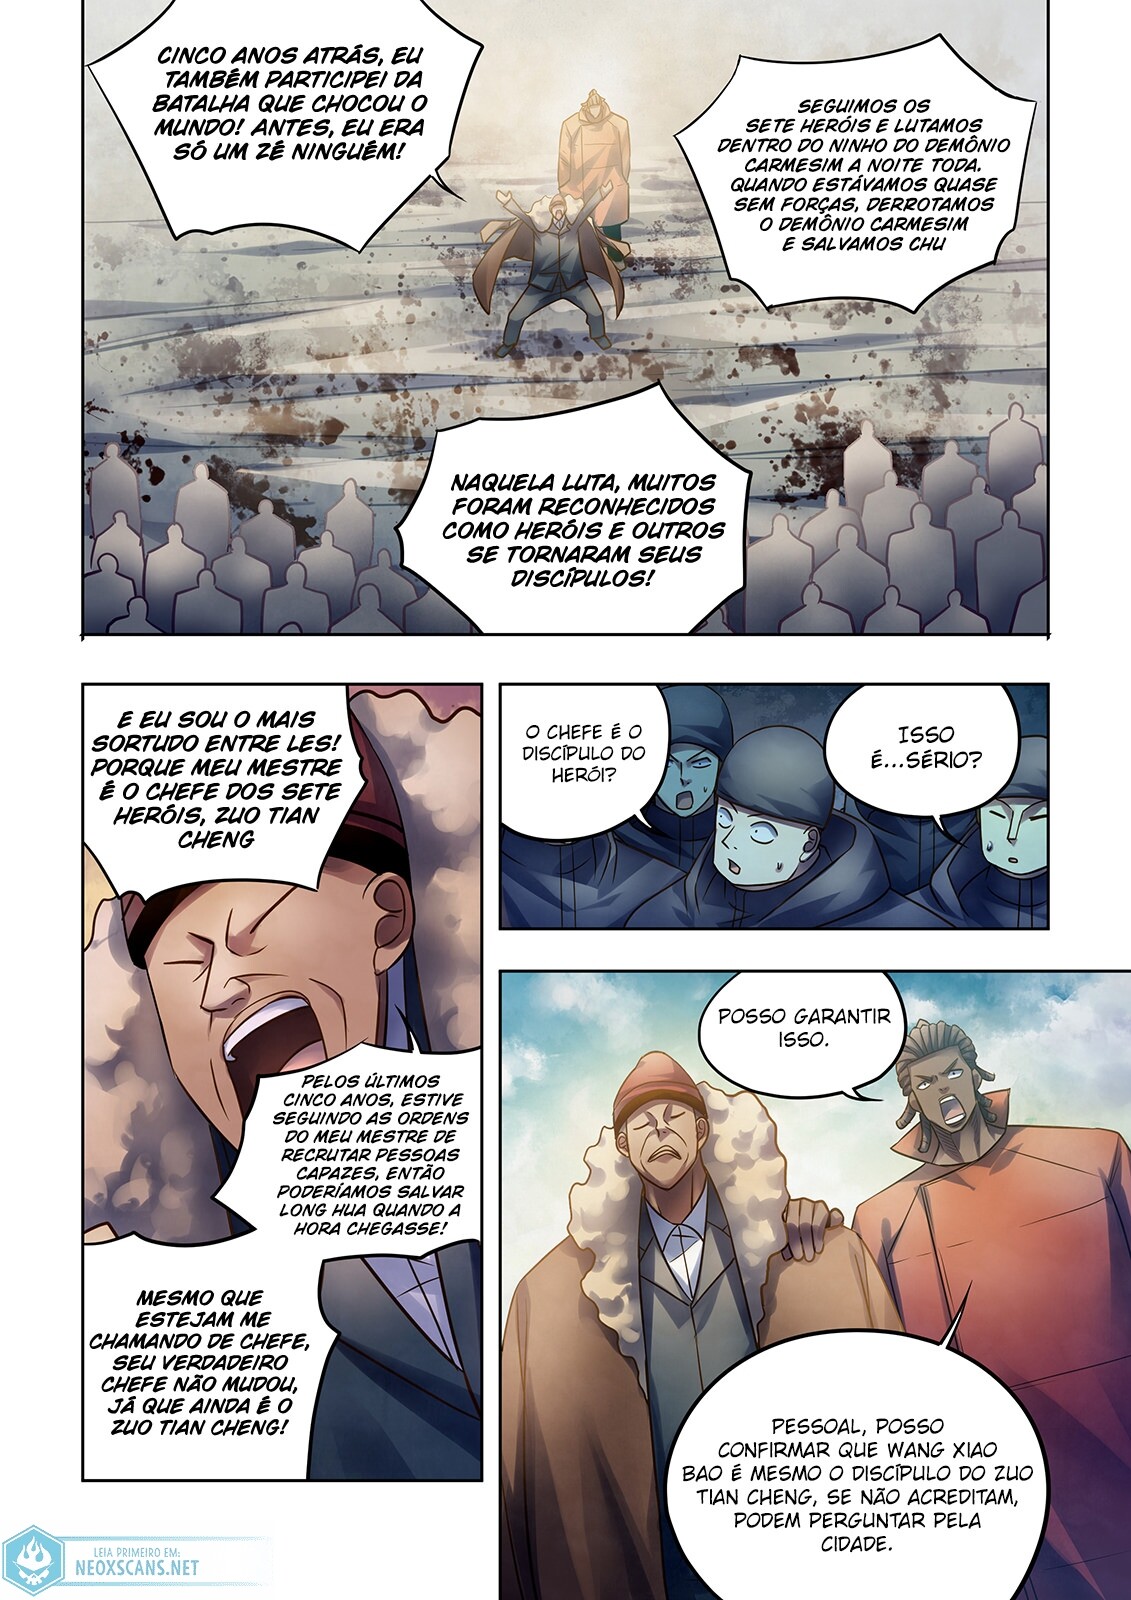 CINCO ANOS ATRÁS, EU
TAMBÉM PARTICIPEI DA
BATALHA QUE CHOCOU O
MUNDO! ANTES, EU ERA
SÓ UM ZÉ NINGUÉM!
SEGUIMOS OS
SETE HERÓIS E LUTAMOS
DENTRO DO NINHO DO DEMÔNIO
CARMESIM A NOITE TODA.
QUANDO ESTÁVAMOS QUASE
SEM FORÇAS, DERROTAMOS
O DEMÔNIO CARMESIM
E SALVAMOS CHU
NAQUELA LUTA, MUITOS
FORAM RECONHECIDOS
COMO HERÓIS E OUTROS
SE TORNARAM SEUS
DISCÍPULOS!
E EU SOU O MAIS
SORTUDO ENTRE LES!
PORQUE MEU MESTRE
É O CHEFE DOS SETE
HERÓIS, ZUO TIAN
CHENG
O CHEFE É O
DISCÍPULO DO
HERÓI?
ISSO
É...SÉRIO?
PELOS ÚLTIMOS
CINCO ANOS, ESTIVE
SEGUINDO AS ORDENS
DO MEU MESTRE DE
RECRUTAR PESSOAS
CAPAZES, ENTÃO
PODERÍAMOS SALVAR
LONG HUA QUANDO A
HORA CHEGASSE!
MESMO QUE
ESTEJAM ME
CHAMANDO DE CHEFE,
SEU VERDADEIRO
CHEFE NÃO MUDOU,
JÁ QUE AINDA É O
ZUO TIAN CHENG!
POSSO GARANTIR
ISSO.
PESSOAL, POSSO
CONFIRMAR QUE WANG XIAO
BAO É MESMO O DISCÍPULO DO ZUO
TIAN CHENG, SE NÃO ACREDITAM,
PODEM PERGUNTAR PELA
CIDADE.
LEIA PRIMEIRO EM:
NEOXSCANS.NET